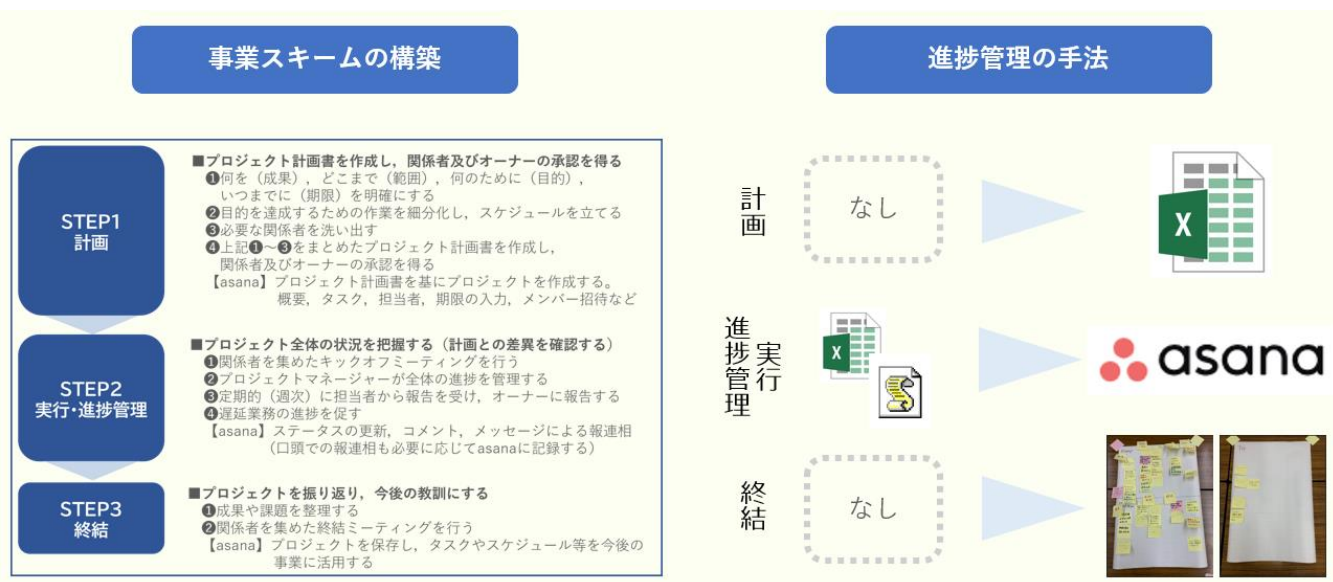 事業スキームの構築
STEP1
計画
■プロジェクト計画書を作成し，関係者及びオーナーの承認を得る
❶何を（成果），どこまで（範囲），何のために（目的），
いつまでに（期限）を明確にする
❷目的を達成するための作業を細分化し，スケジュールを立てる
❸必要な関係者を洗い出す
❹上記❶～❸をまとめたプロジェクト計画書を作成し，
関係者及びオーナーの承認を得る
【asana】プロジェクト計画書を基にプロジェクトを作成する。
概要，タスク，担当者，期限の入力，メンバー招待など
STEP2
実行・進捗管理
■プロジェクト全体の状況を把握する（計画との差異を確認する）
❶関係者を集めたキックオフミーティングを行う
❷プロジェクトマネージャーが全体の進捗を管理する
❸定期的（週次）に担当者から報告を受け，オーナーに報告する
❹遅延業務の進捗を促す
【asana】ステータスの更新，コメント，メッセージによる報連相
（口頭での報連相も必要に応じてasanaに記録する）
STEP3
終結
■プロジェクトを振り返り，今後の教訓にする
❶成果や課題を整理する
❷関係者を集めた終結ミーティングを行う
【asana】プロジェクトを保存し，タスクやスケジュール等を今後の
事業に活用する
進捗管理の手法
計画
なし
X
実行
進捗管理
X
asana
終結
なし